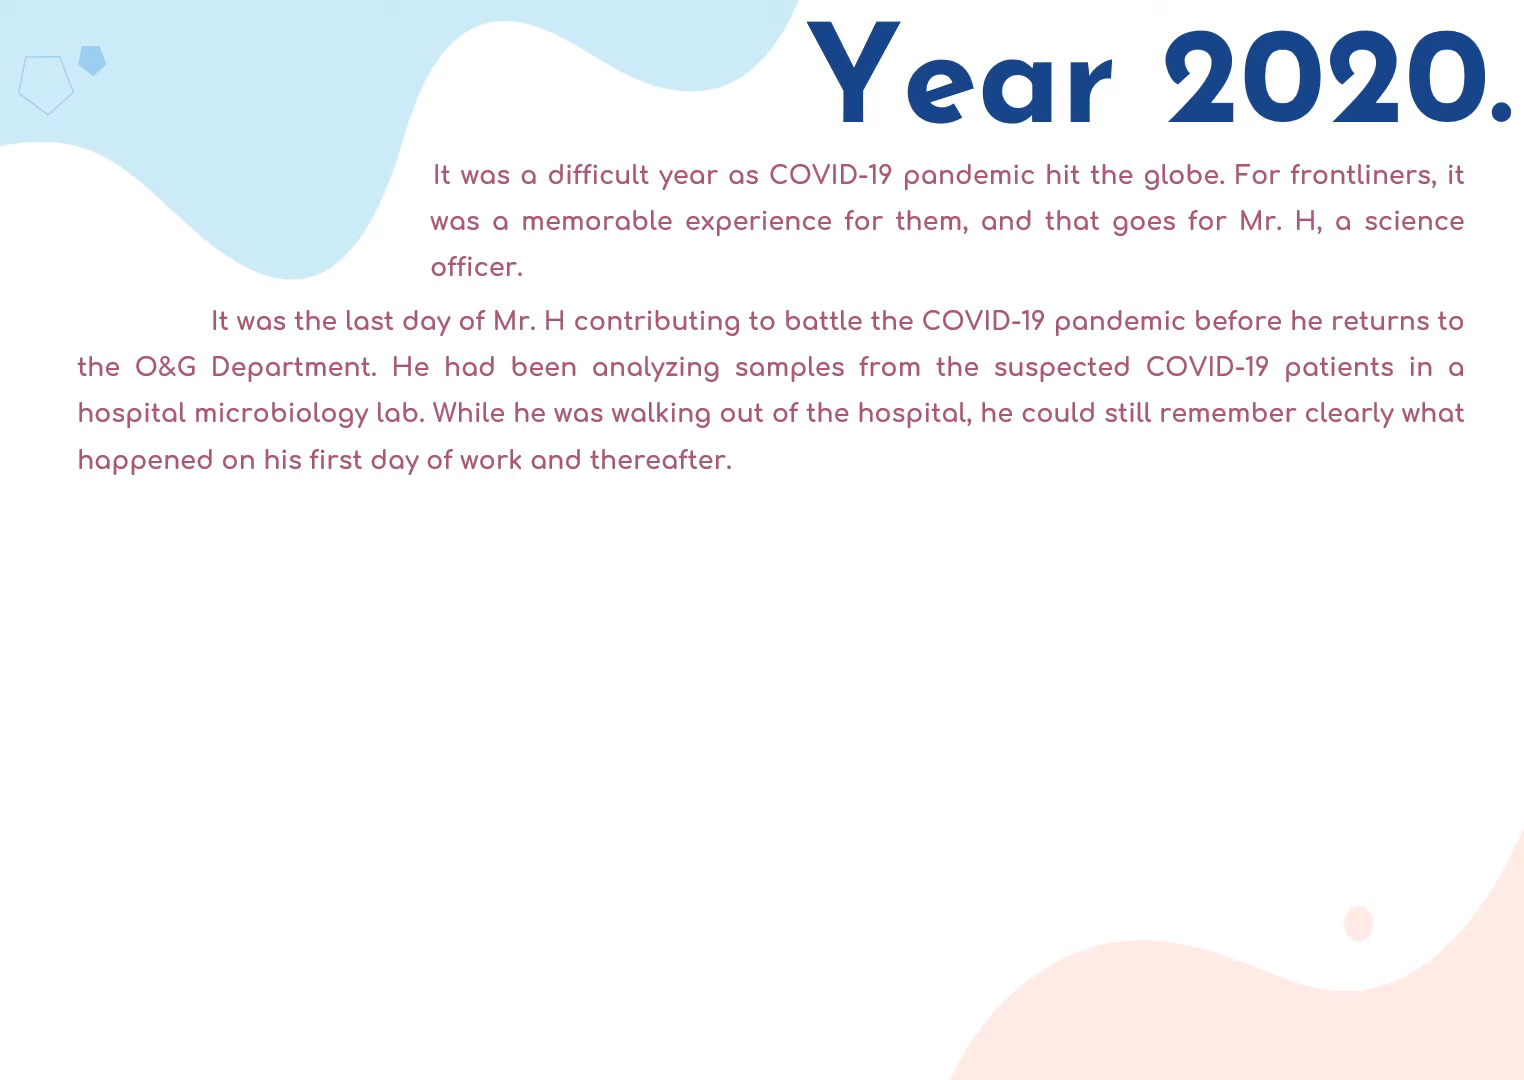 Year 2020.
It was a difficult year as COVID-19 pandemic hit the globe. For frontliners, it
was a memorable experience for them, and that goes for Mr. H, a science
officer.
It was the last day of Mr. H contributing to battle the COVID-19 pandemic before he returns to
the O&G Department. He had been analyzing samples from the suspected COVID-19 patients in a
hospital microbiology lab. While he was walking out of the hospital, he could still remember clearly what
happened on his first day of work and thereafter.